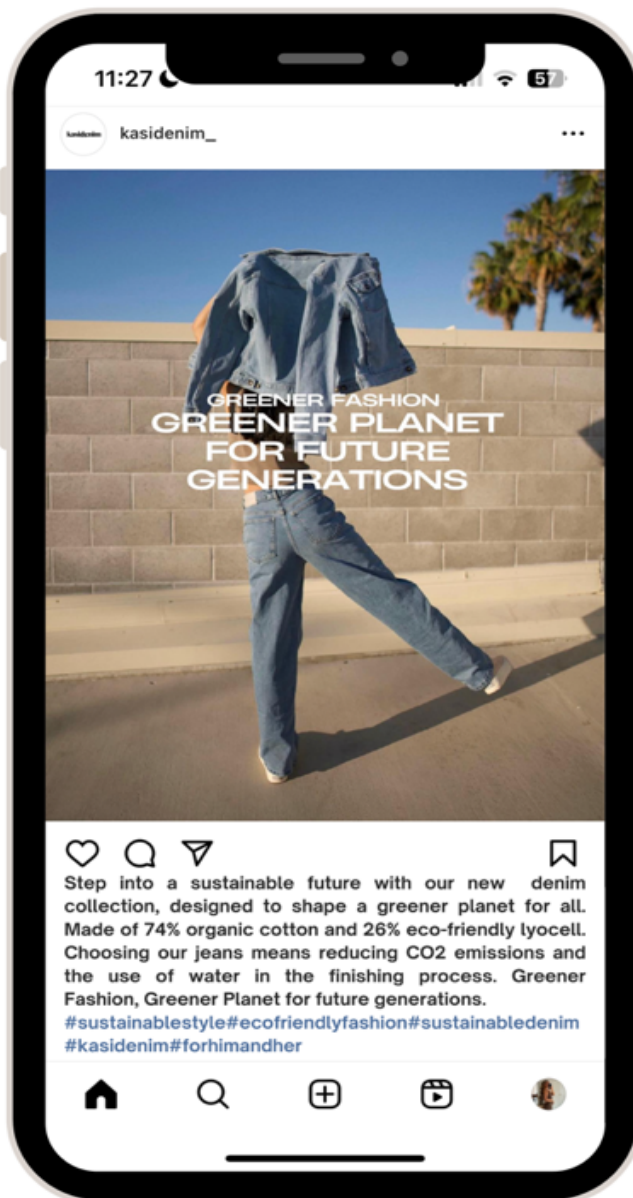 11:27
57
kasidenim_
GREENER FASHION
GREENER PLANET
FOR FUTURE
GENERATIONS
Step into a sustainable future with our new denim
collection, designed to shape a greener planet for all.
Made of 74% organic cotton and 26% eco-friendly lyocell.
Choosing our jeans means reducing CO2 emissions and
the use of water in the finishing process. Greener
Fashion, Greener Planet for future generations.
#sustainablestyle#ecofriendlyfashion#sustainabledenim
#kasidenim#forhimandher